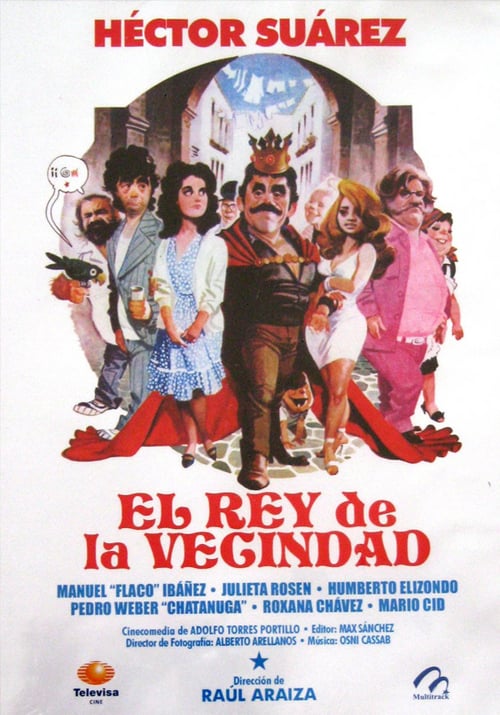 HÉCTOR SUÁREZ
¡¡@*
EL REY de
la VECINDAD
MANUEL "FLACO" IBÁÑEZ • JULIETA ROSEN • HUMBERTO ELIZONDO
PEDRO WEBER "CHATANUGA" • ROXANA CHÁVEZ • MARIO CID
Cinecomedia de ADOLFO TORRES PORTILLO • Editor: MAX SÁNCHEZ
Director de Fotografía: ALBERTO ARELLANOS • Música: OSNI CASSAB
Televisa
CINE
Dirección de
RAÚL ARAIZA
Multitrack